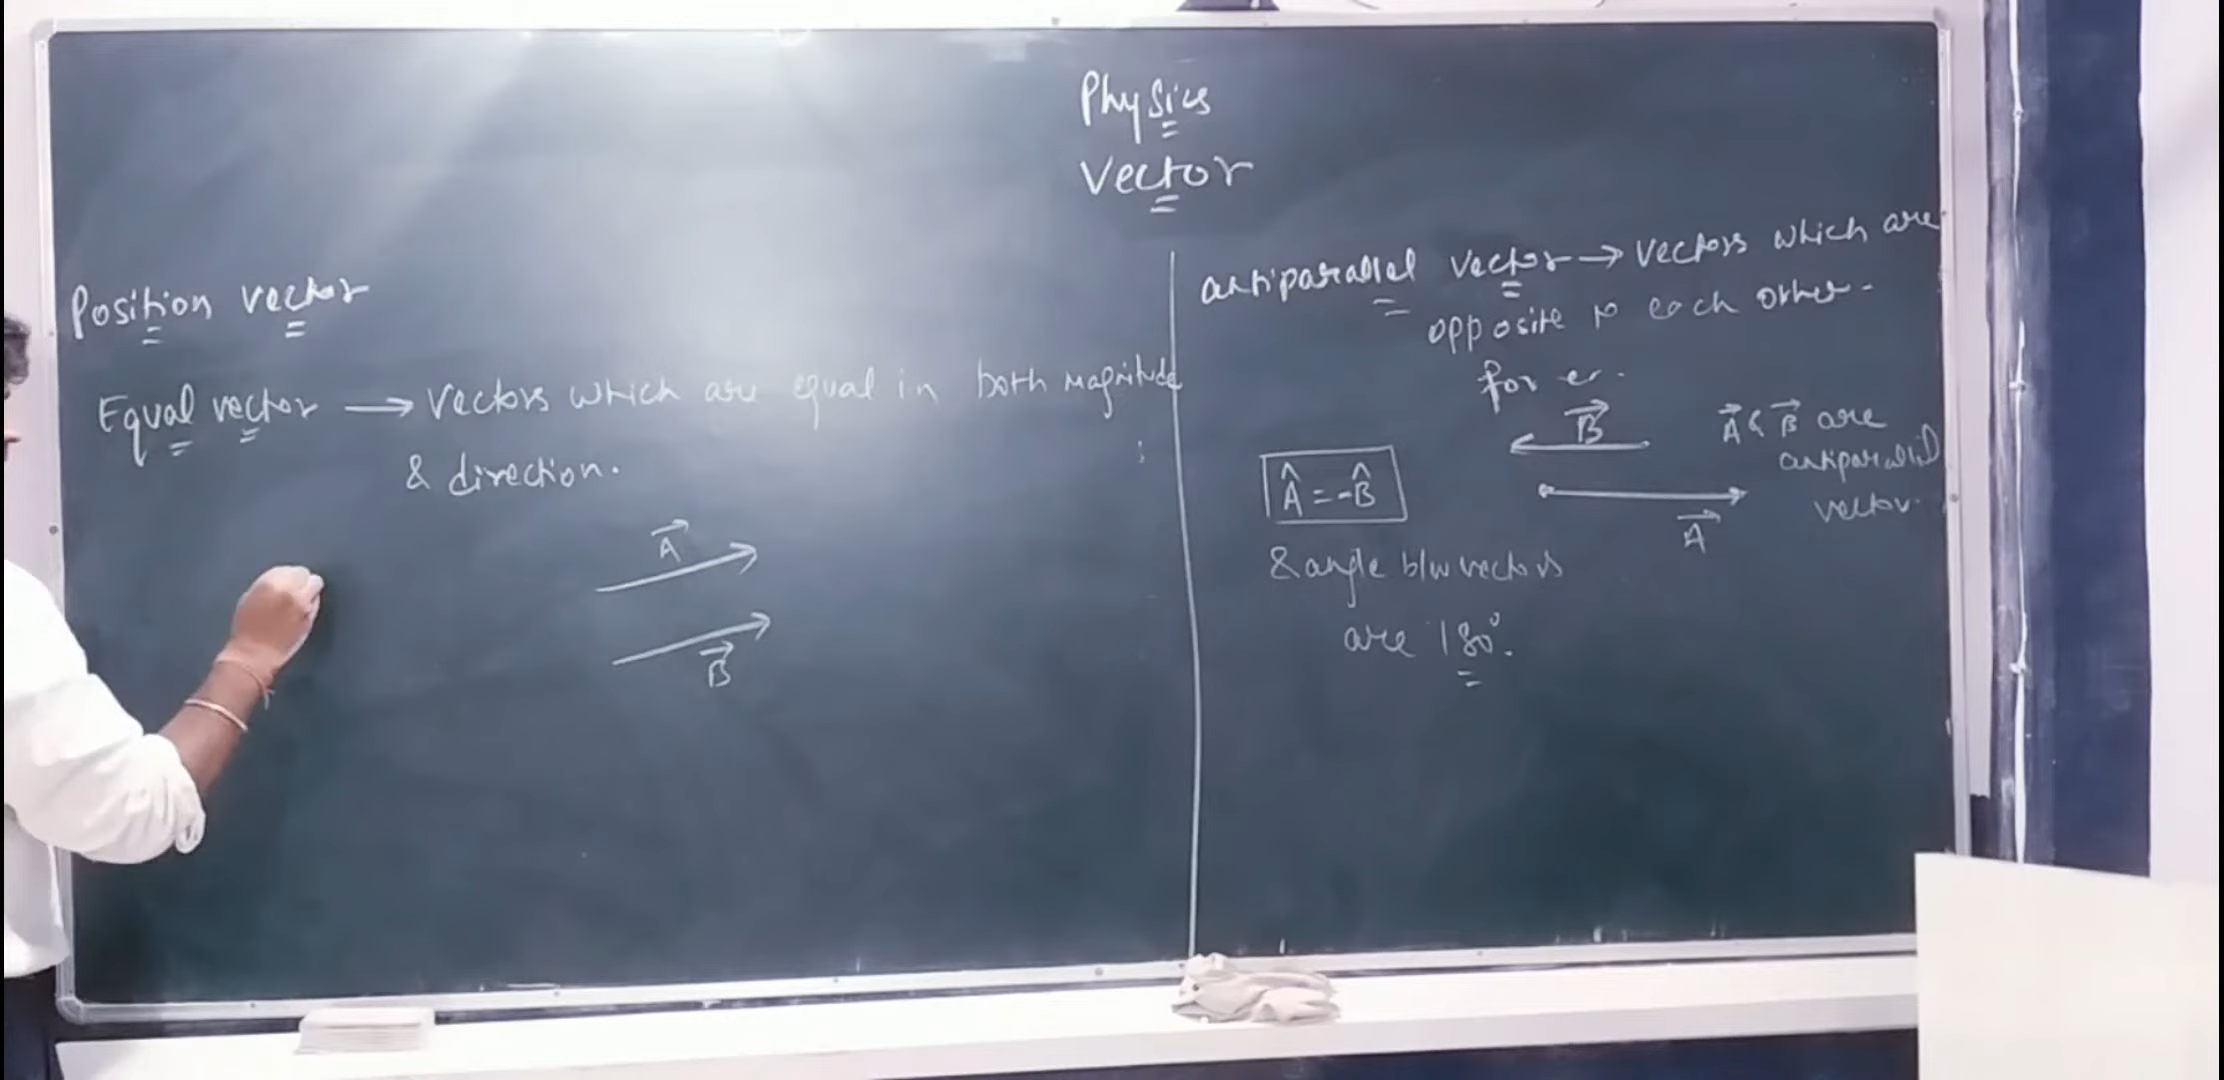 Physics
Vector
Position vector
Equal vector → vectors which are equal in both magnitude
& direction.
A⃗
B⃗
antiparallel vector → vectors which are
opposite to each other.
for ex.
B⃗
A⃗ & B⃗ are
antiparallel
vector.
Â = -B̂
A⃗
& angle b/w vectors
are 180°.